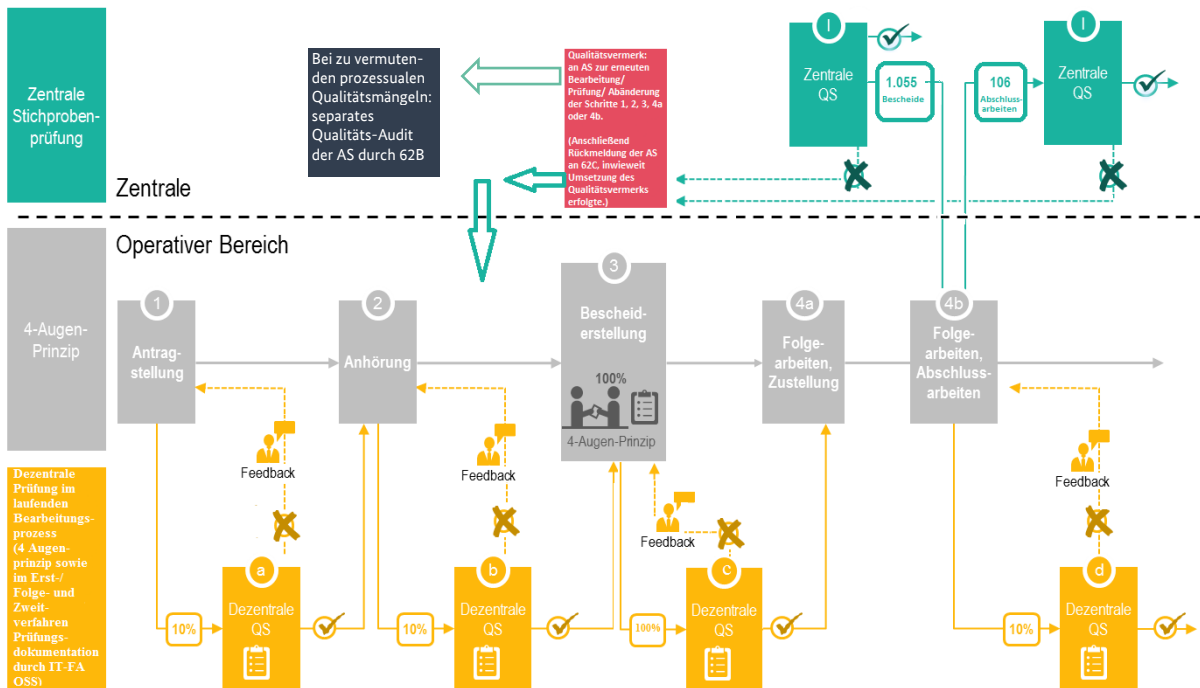 Zentrale
Stichproben-
prüfung
Bei zu vermuten-
den prozessualen
Qualitätsmängeln:
separates
Qualitäts-Audit
der AS durch 62B
Qualitätsvermerk:
an AS zur erneuten
Bearbeitung/
Prüfung/ Abänderung
der Schritte 1, 2, 3, 4a
oder 4b.
(Anschließend
Rückmeldung der AS
an 62C, inwieweit
Umsetzung des
Qualitätsvermerks
erfolgte.)
I
Zentrale
QS
1.055
Bescheide
106
Abschluss-
arbeiten
I
Zentrale
QS
Zentrale
Operativer Bereich
4-Augen-
Prinzip
1
Antrag-
stellung
2
Anhörung
3
Bescheid-
erstellung
100%
4-Augen-Prinzip
4a
Folge-
arbeiten,
Zustellung
4b
Folge-
arbeiten,
Abschluss-
arbeiten
Feedback
Feedback
Feedback
Feedback
Dezentrale
Prüfung im
laufenden
Bearbeitungs-
prozess
(4 Augen-
prinzip sowie
im Erst-/
Folge- und
Zweit-
verfahren
Prüfungs-
dokumentation
durch IT-FA
OSS)
10%
a
Dezentrale
QS
10%
b
Dezentrale
QS
100%
c
Dezentrale
QS
10%
d
Dezentrale
QS